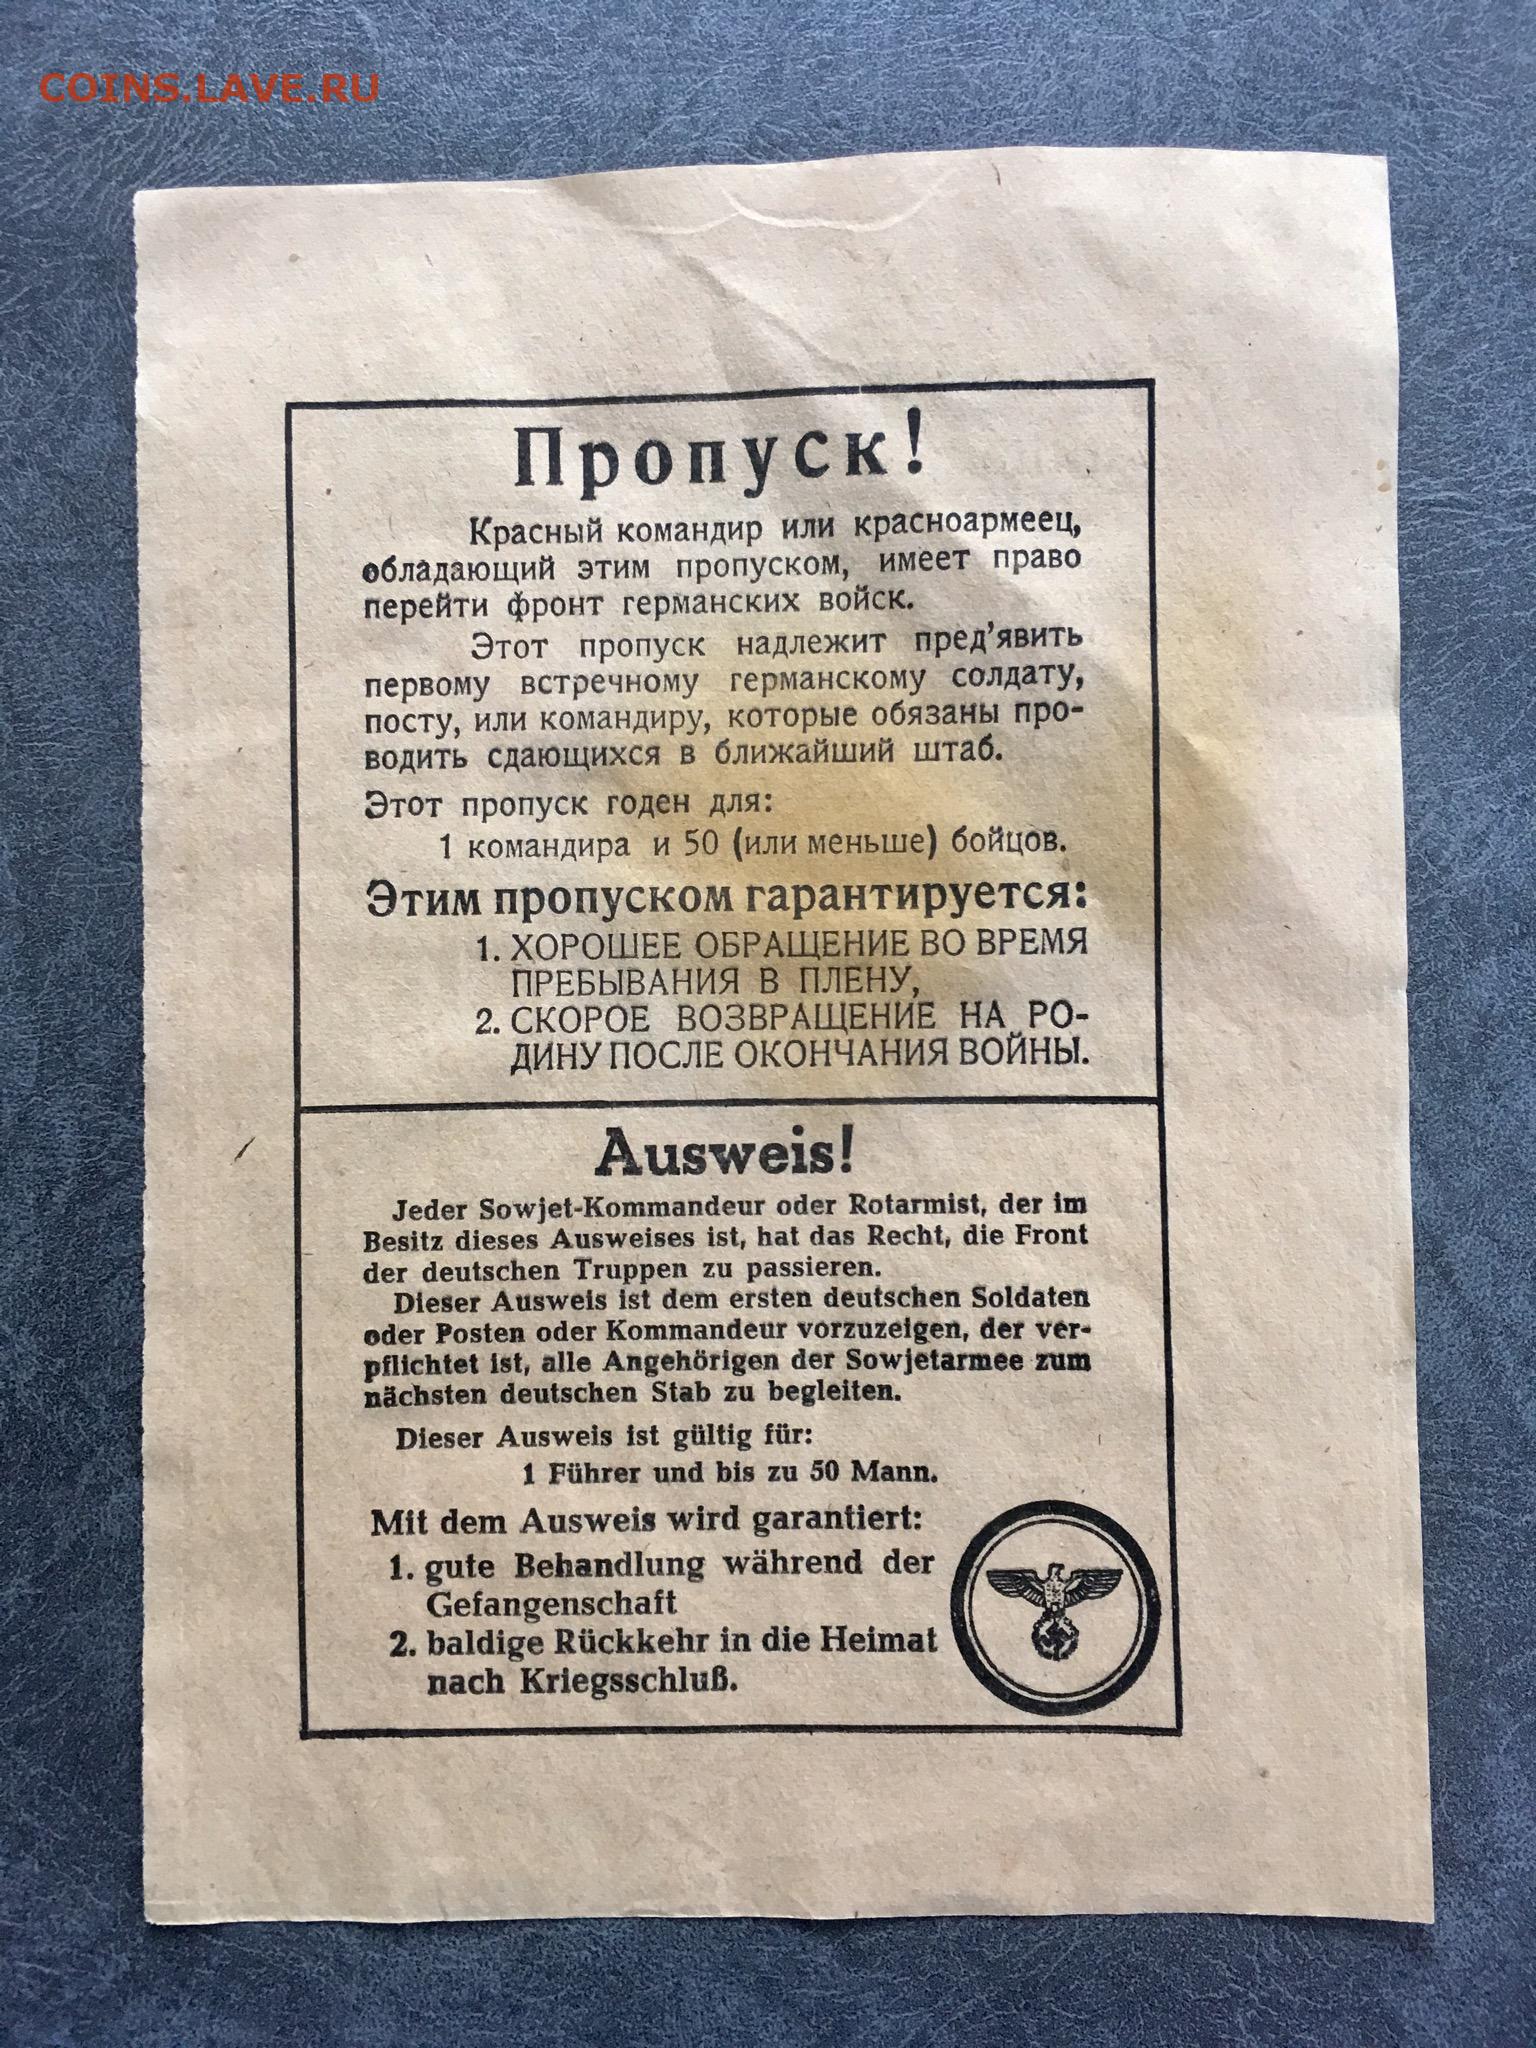 COINS.LAVE.RU
Пропуск!
Красный командир или красноармеец,
обладающий этим пропуском, имеет право
перейти фронт германских войск.
Этот пропуск надлежит пред’явить
первому встречному германскому солдату,
посту, или командиру, которые обязаны про-
водить сдающихся в ближайший штаб.
Этот пропуск годен для:
1 командира и 50 (или меньше) бойцов.
Этим пропуском гарантируется:
1. ХОРОШЕЕ ОБРАЩЕНИЕ ВО ВРЕМЯ
ПРЕБЫВАНИЯ В ПЛЕНУ,
2. СКОРОЕ ВОЗВРАЩЕНИЕ НА РО-
ДИНУ ПОСЛЕ ОКОНЧАНИЯ ВОЙНЫ.
Ausweis!
Jeder Sowjet-Kommandeur oder Rotarmist, der im
Besitz dieses Ausweises ist, hat das Recht, die Front
der deutschen Truppen zu passieren.
Dieser Ausweis ist dem ersten deutschen Soldaten
oder Posten oder Kommandeur vorzuzeigen, der ver-
pflichtet ist, alle Angehörigen der Sowjetarmee zum
nächsten deutschen Stab zu begleiten.
Dieser Ausweis ist gültig für:
1 Führer und bis zu 50 Mann.
Mit dem Ausweis wird garantiert:
1. gute Behandlung während der
Gefangenschaft
2. baldige Rückkehr in die Heimat
nach Kriegsschluß.